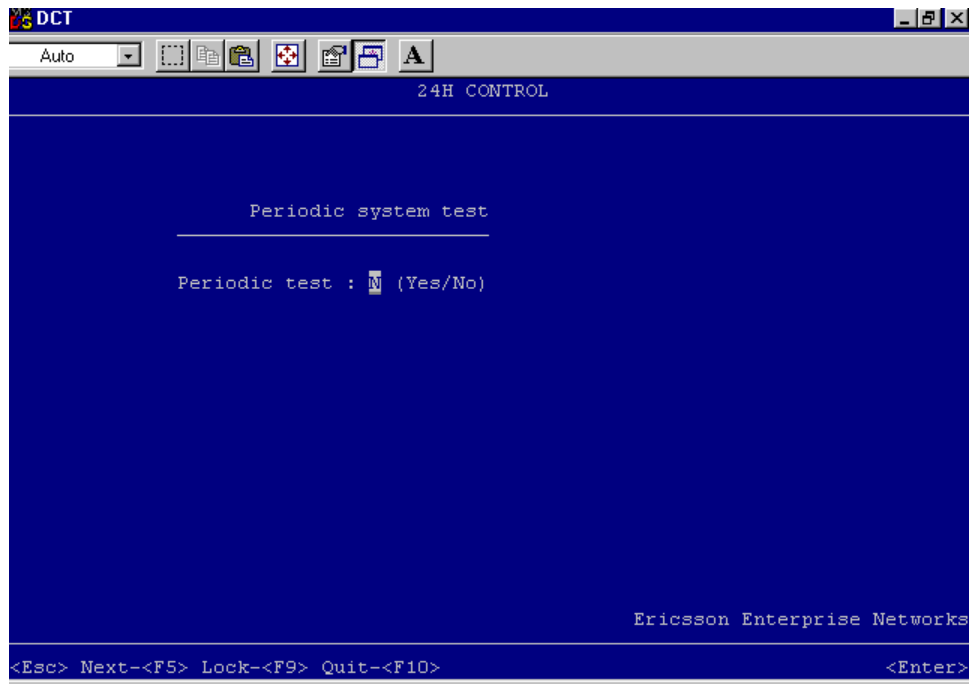 DCT
Auto
A
24H CONTROL
Periodic system test
Periodic test : N (Yes/No)
Ericsson Enterprise Networks
<Esc> Next-<F5> Lock-<F9> Quit-<F10> <Enter>